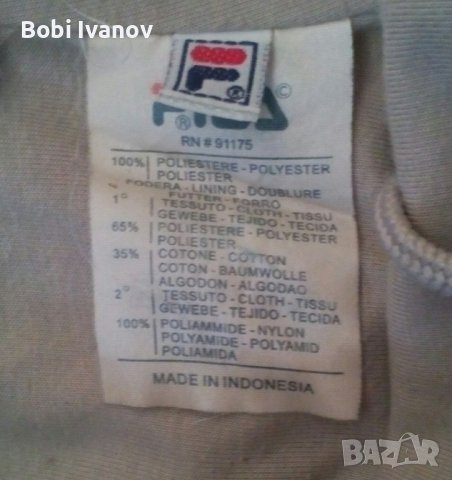 Bobi Ivanov
F
FILA ®
©
RN # 91175
100% POLIESTERE - POLYESTER
POLIESTER
FODERA - LINING - DOUBLURE
FUTTER - FORRO
1° TESSUTO - CLOTH - TISSU
GEWEBE - TEJIDO - TECIDA
65% POLIESTERE - POLYESTER
POLIESTER
35% COTONE - COTTON
COTON - BAUMWOLLE
ALGODON - ALGODAO
2° TESSUTO - CLOTH - TISSU
GEWEBE - TEJIDO - TECIDA
100% POLIAMMIDE - NYLON
POLYAMIDE - POLYAMID
POLIAMIDA
MADE IN INDONESIA
BAZAR